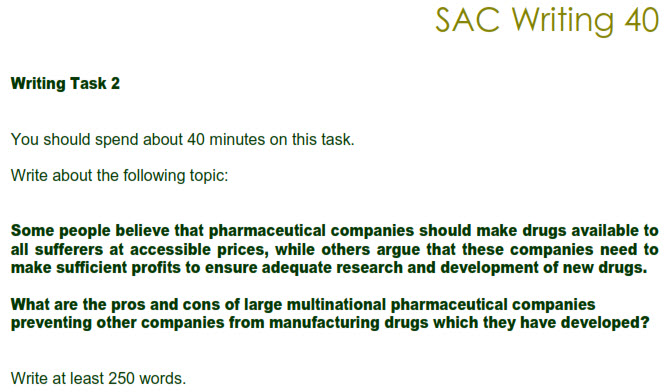 SAC Writing 40
Writing Task 2
You should spend about 40 minutes on this task.
Write about the following topic:
Some people believe that pharmaceutical companies should make drugs available to
all sufferers at accessible prices, while others argue that these companies need to
make sufficient profits to ensure adequate research and development of new drugs.
What are the pros and cons of large multinational pharmaceutical companies
preventing other companies from manufacturing drugs which they have developed?
Write at least 250 words.